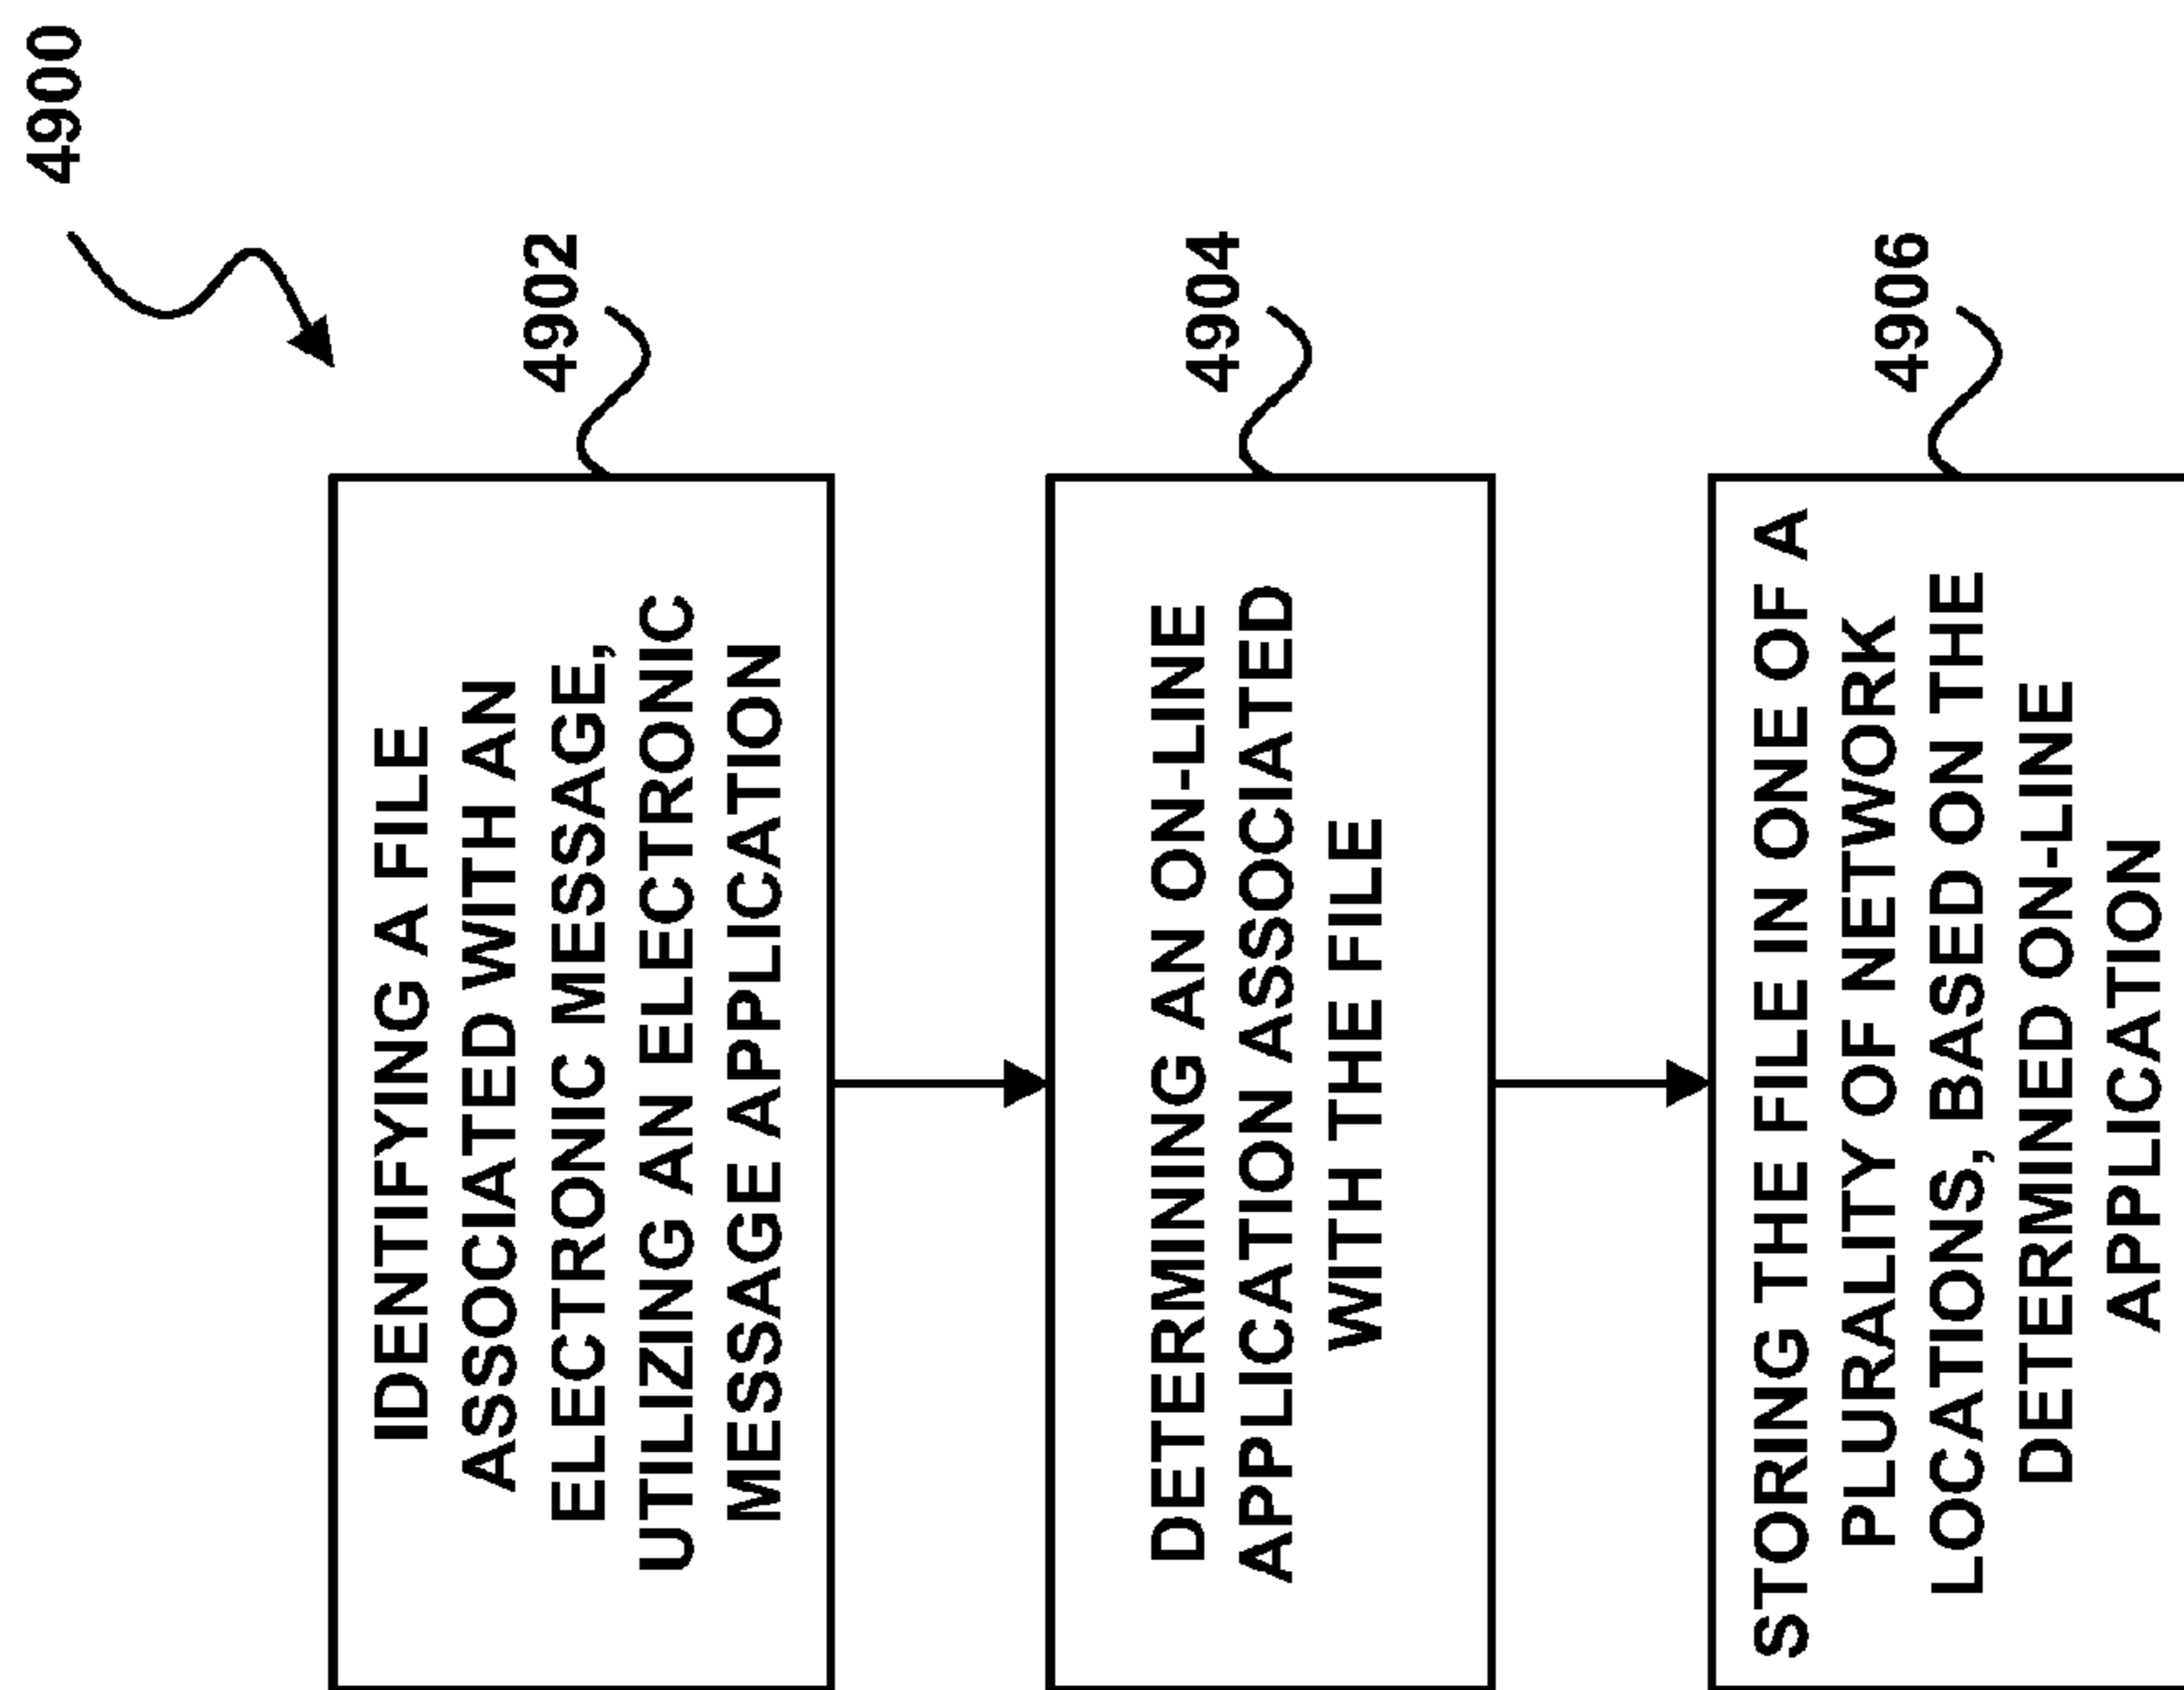 4900
4902
IDENTIFYING A FILE
ASSOCIATED WITH AN
ELECTRONIC MESSAGE,
UTILIZING AN ELECTRONIC
MESSAGE APPLICATION
4904
DETERMINING AN ON-LINE
APPLICATION ASSOCIATED
WITH THE FILE
4906
STORING THE FILE IN ONE OF A
PLURALITY OF NETWORK
LOCATIONS, BASED ON THE
DETERMINED ON-LINE
APPLICATION